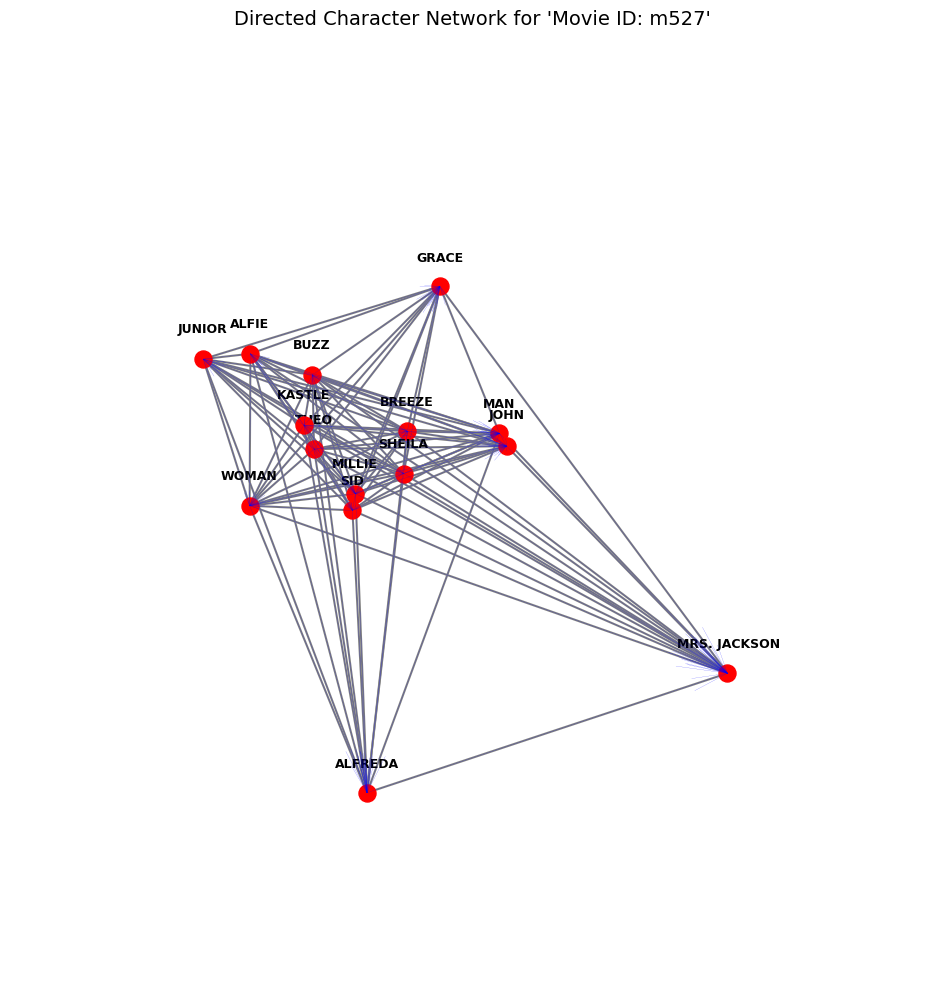 Directed Character Network for 'Movie ID: m527'
GRACE
JUNIOR
ALFIE
BUZZ
KASTLE
BREEZE
MAN
JOHN
THEO
SHEILA
MILLIE
WOMAN
SID
MRS. JACKSON
ALFREDA